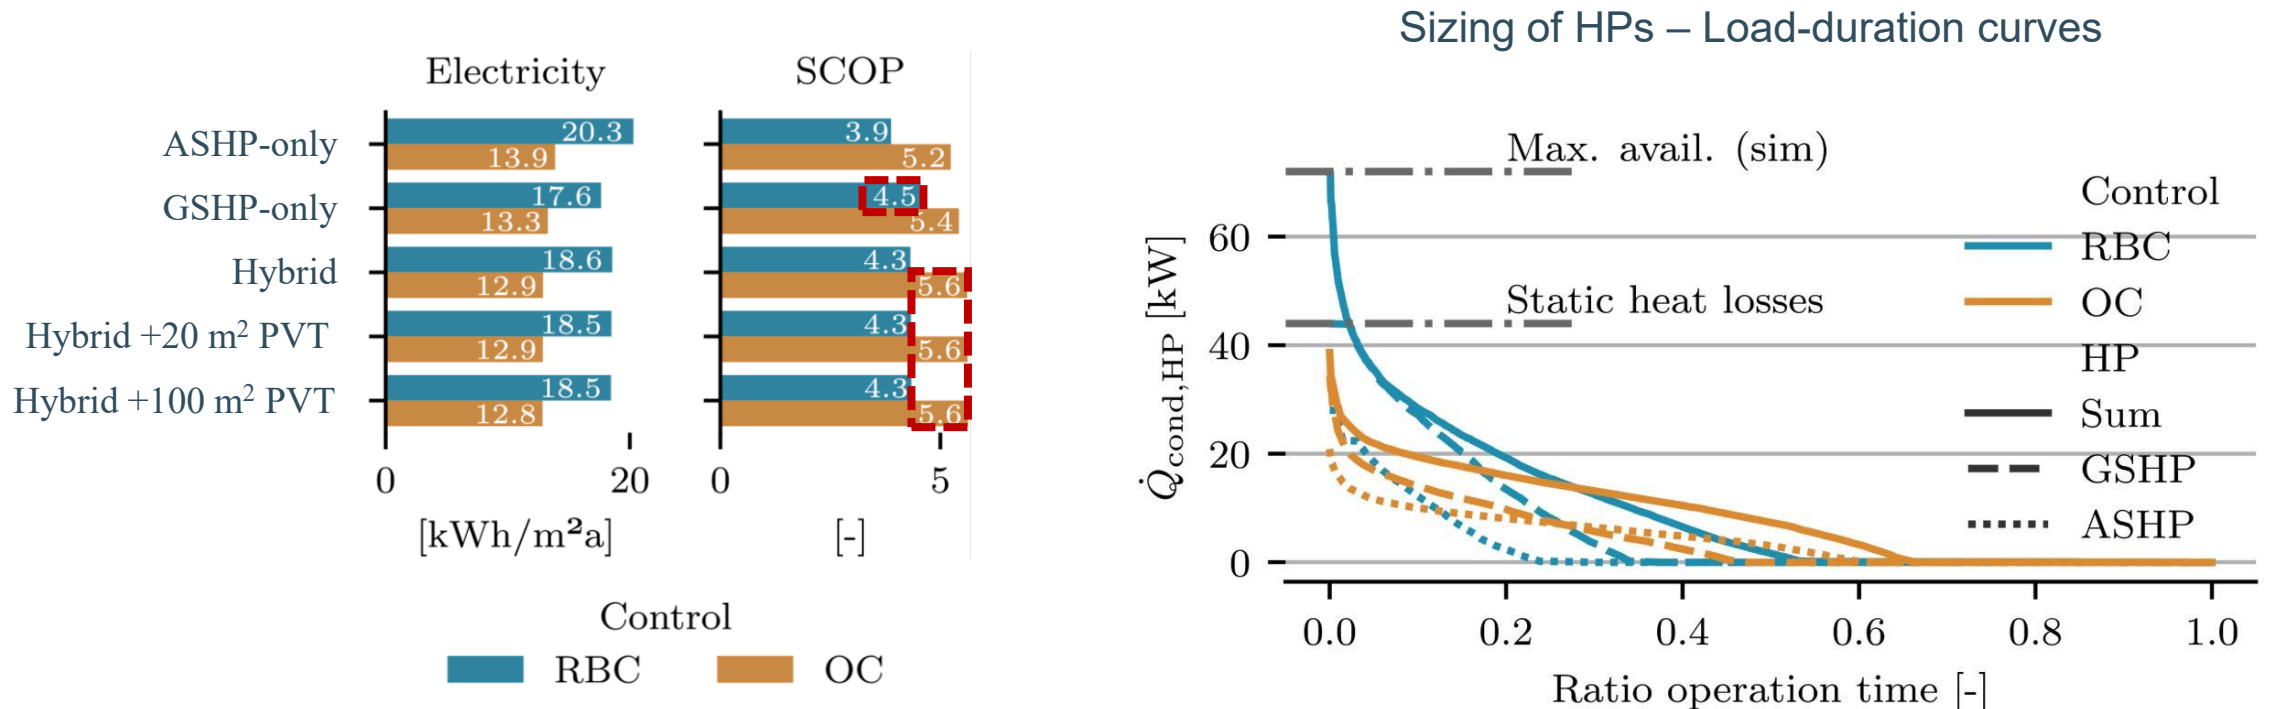 Sizing of HPs – Load-duration curves
Electricity
SCOP
ASHP-only
20.3
13.9
3.9
5.2
GSHP-only
17.6
13.3
4.5
5.4
Hybrid
18.6
12.9
4.3
5.6
Hybrid +20 m² PVT
18.5
12.9
4.3
5.6
Hybrid +100 m² PVT
18.5
12.8
4.3
5.6
0
20
0
5
[kWh/m²a]
[-]
Control
RBC
OC
Q̇cond,HP [kW]
60
40
20
0
Max. avail. (sim)
Static heat losses
Control
RBC
OC
HP
Sum
GSHP
ASHP
0.0
0.2
0.4
0.6
0.8
1.0
Ratio operation time [-]